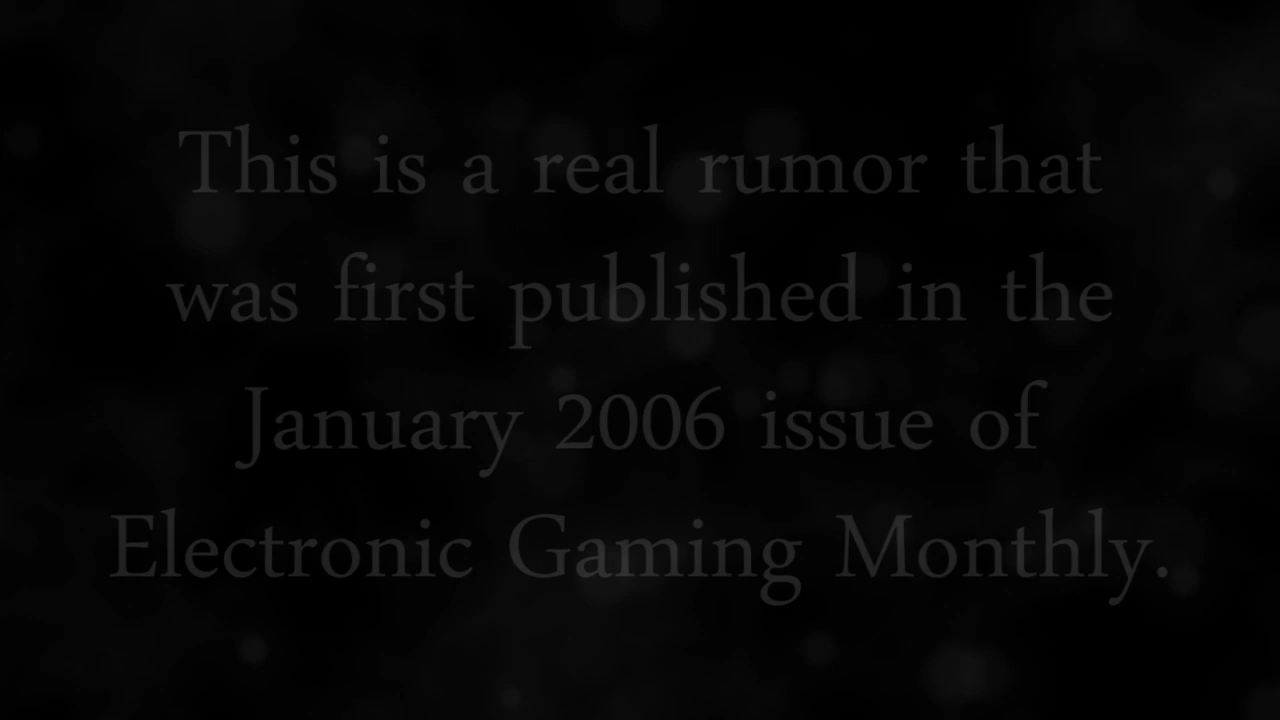 This is a real rumor that
was first published in the
January 2006 issue of
Electronic Gaming Monthly.